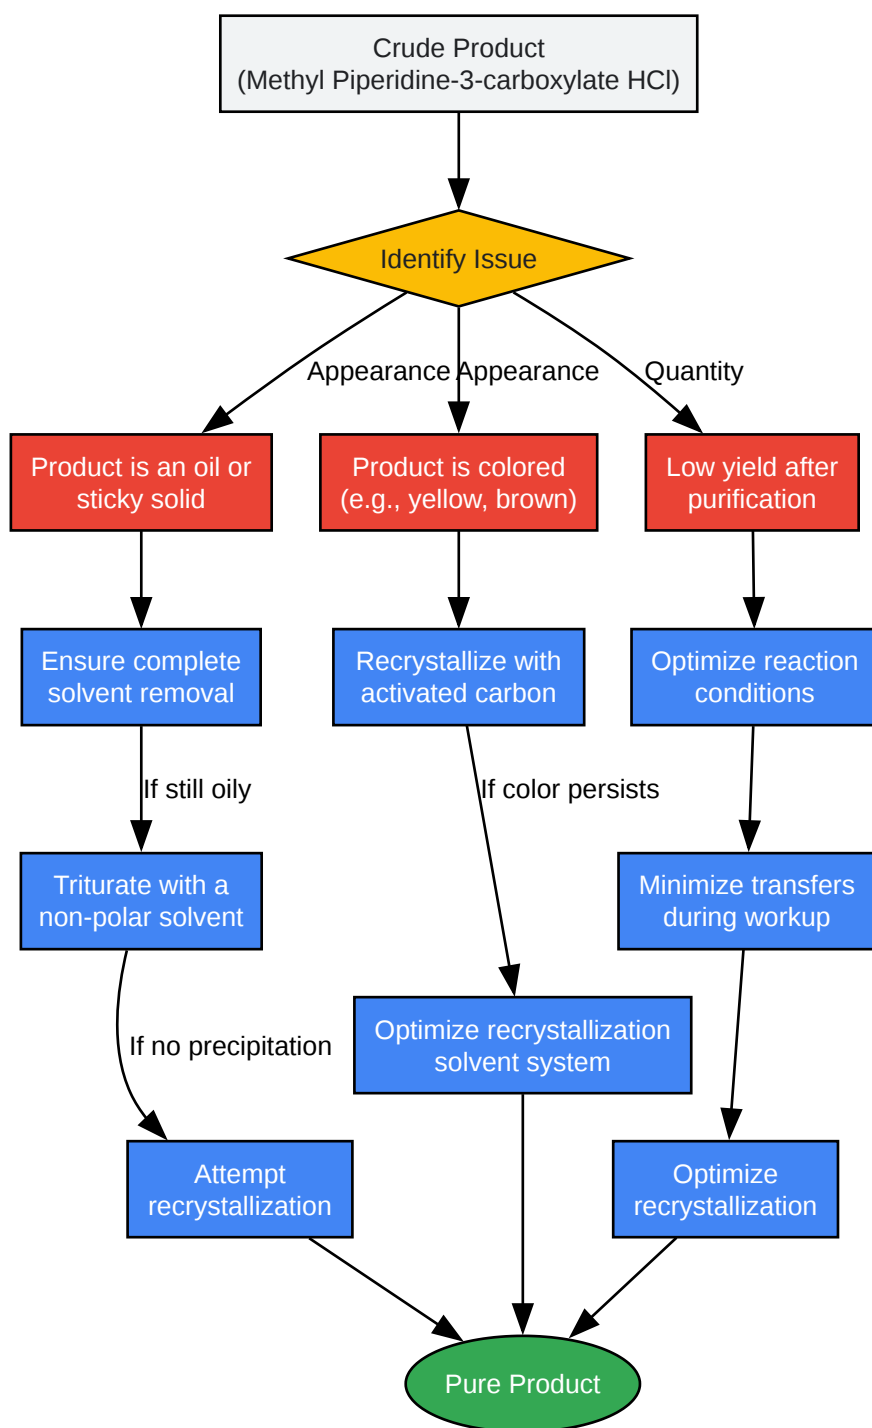 Crude Product
(Methyl Piperidine-3-carboxylate HCl)
Identify Issue
Appearance
Appearance
Quantity
Product is an oil or
sticky solid
Product is colored
(e.g., yellow, brown)
Low yield after
purification
Ensure complete
solvent removal
Recrystallize with
activated carbon
Optimize reaction
conditions
If still oily
If color persists
Triturate with a
non-polar solvent
Minimize transfers
during workup
Optimize recrystallization
solvent system
If no precipitation
Attempt
recrystallization
Optimize
recrystallization
Pure Product